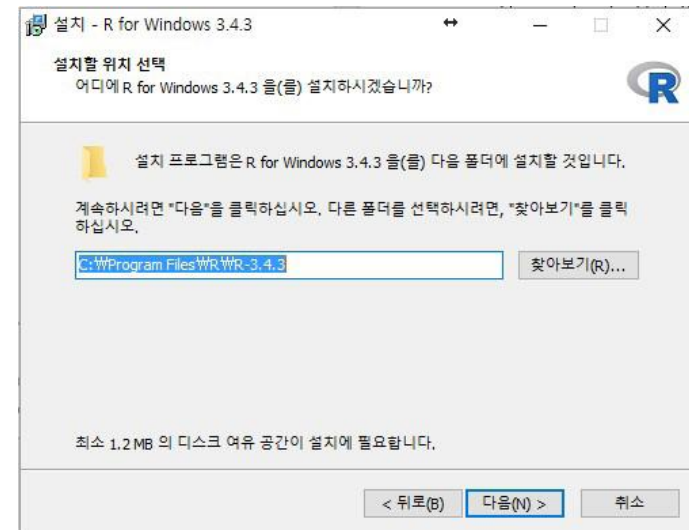 설치 - R for Windows 3.4.3
설치할 위치 선택
어디에 R for Windows 3.4.3 을(를) 설치하시겠습니까?
R
설치 프로그램은 R for Windows 3.4.3 을(를) 다음 폴더에 설치할 것입니다.
계속하시려면 "다음"을 클릭하십시오. 다른 폴더를 선택하시려면, "찾아보기"를 클릭
하십시오.
C:₩Program Files₩R₩R-3.4.3
찾아보기(R)...
최소 1.2 MB 의 디스크 여유 공간이 설치에 필요합니다.
< 뒤로(B) 다음(N) > 취소